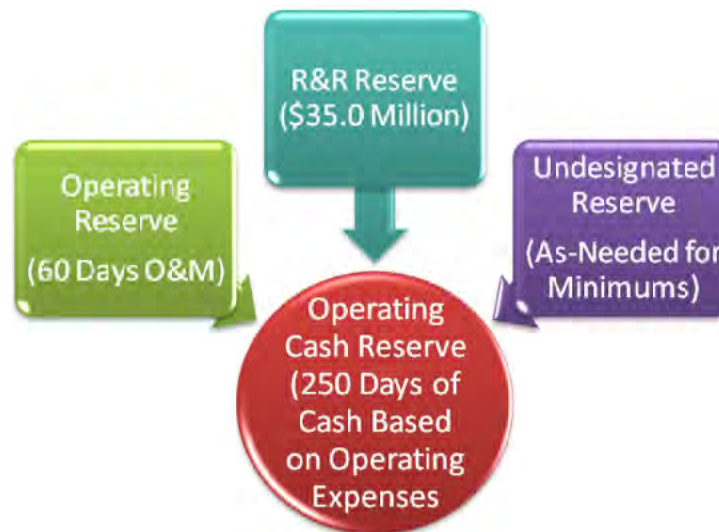 R&R Reserve
($35.0 Million)
Operating
Reserve
(60 Days O&M)
Undesignated
Reserve
(As-Needed for
Minimums)
Operating
Cash Reserve
(250 Days of
Cash Based
on Operating
Expenses